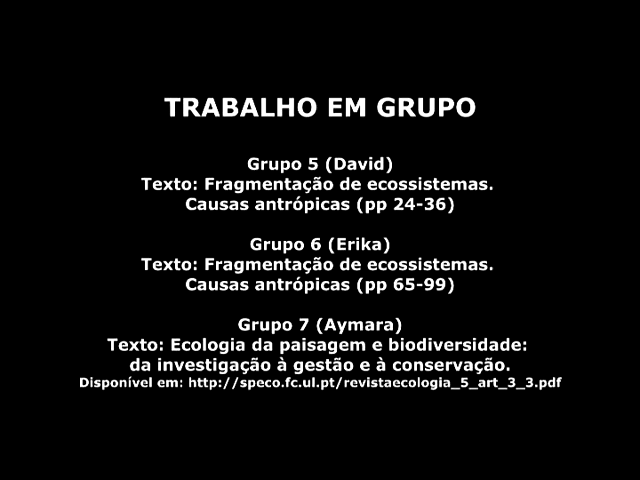 TRABALHO EM GRUPO
Grupo 5 (David)
Texto: Fragmentação de ecossistemas.
Causas antrópicas (pp 24-36)
Grupo 6 (Erika)
Texto: Fragmentação de ecossistemas.
Causas antrópicas (pp 65-99)
Grupo 7 (Aymara)
Texto: Ecologia da paisagem e biodiversidade:
da investigação à gestão e à conservação.
Disponível em: http://speco.fc.ul.pt/revistaecologia_5_art_3_3.pdf